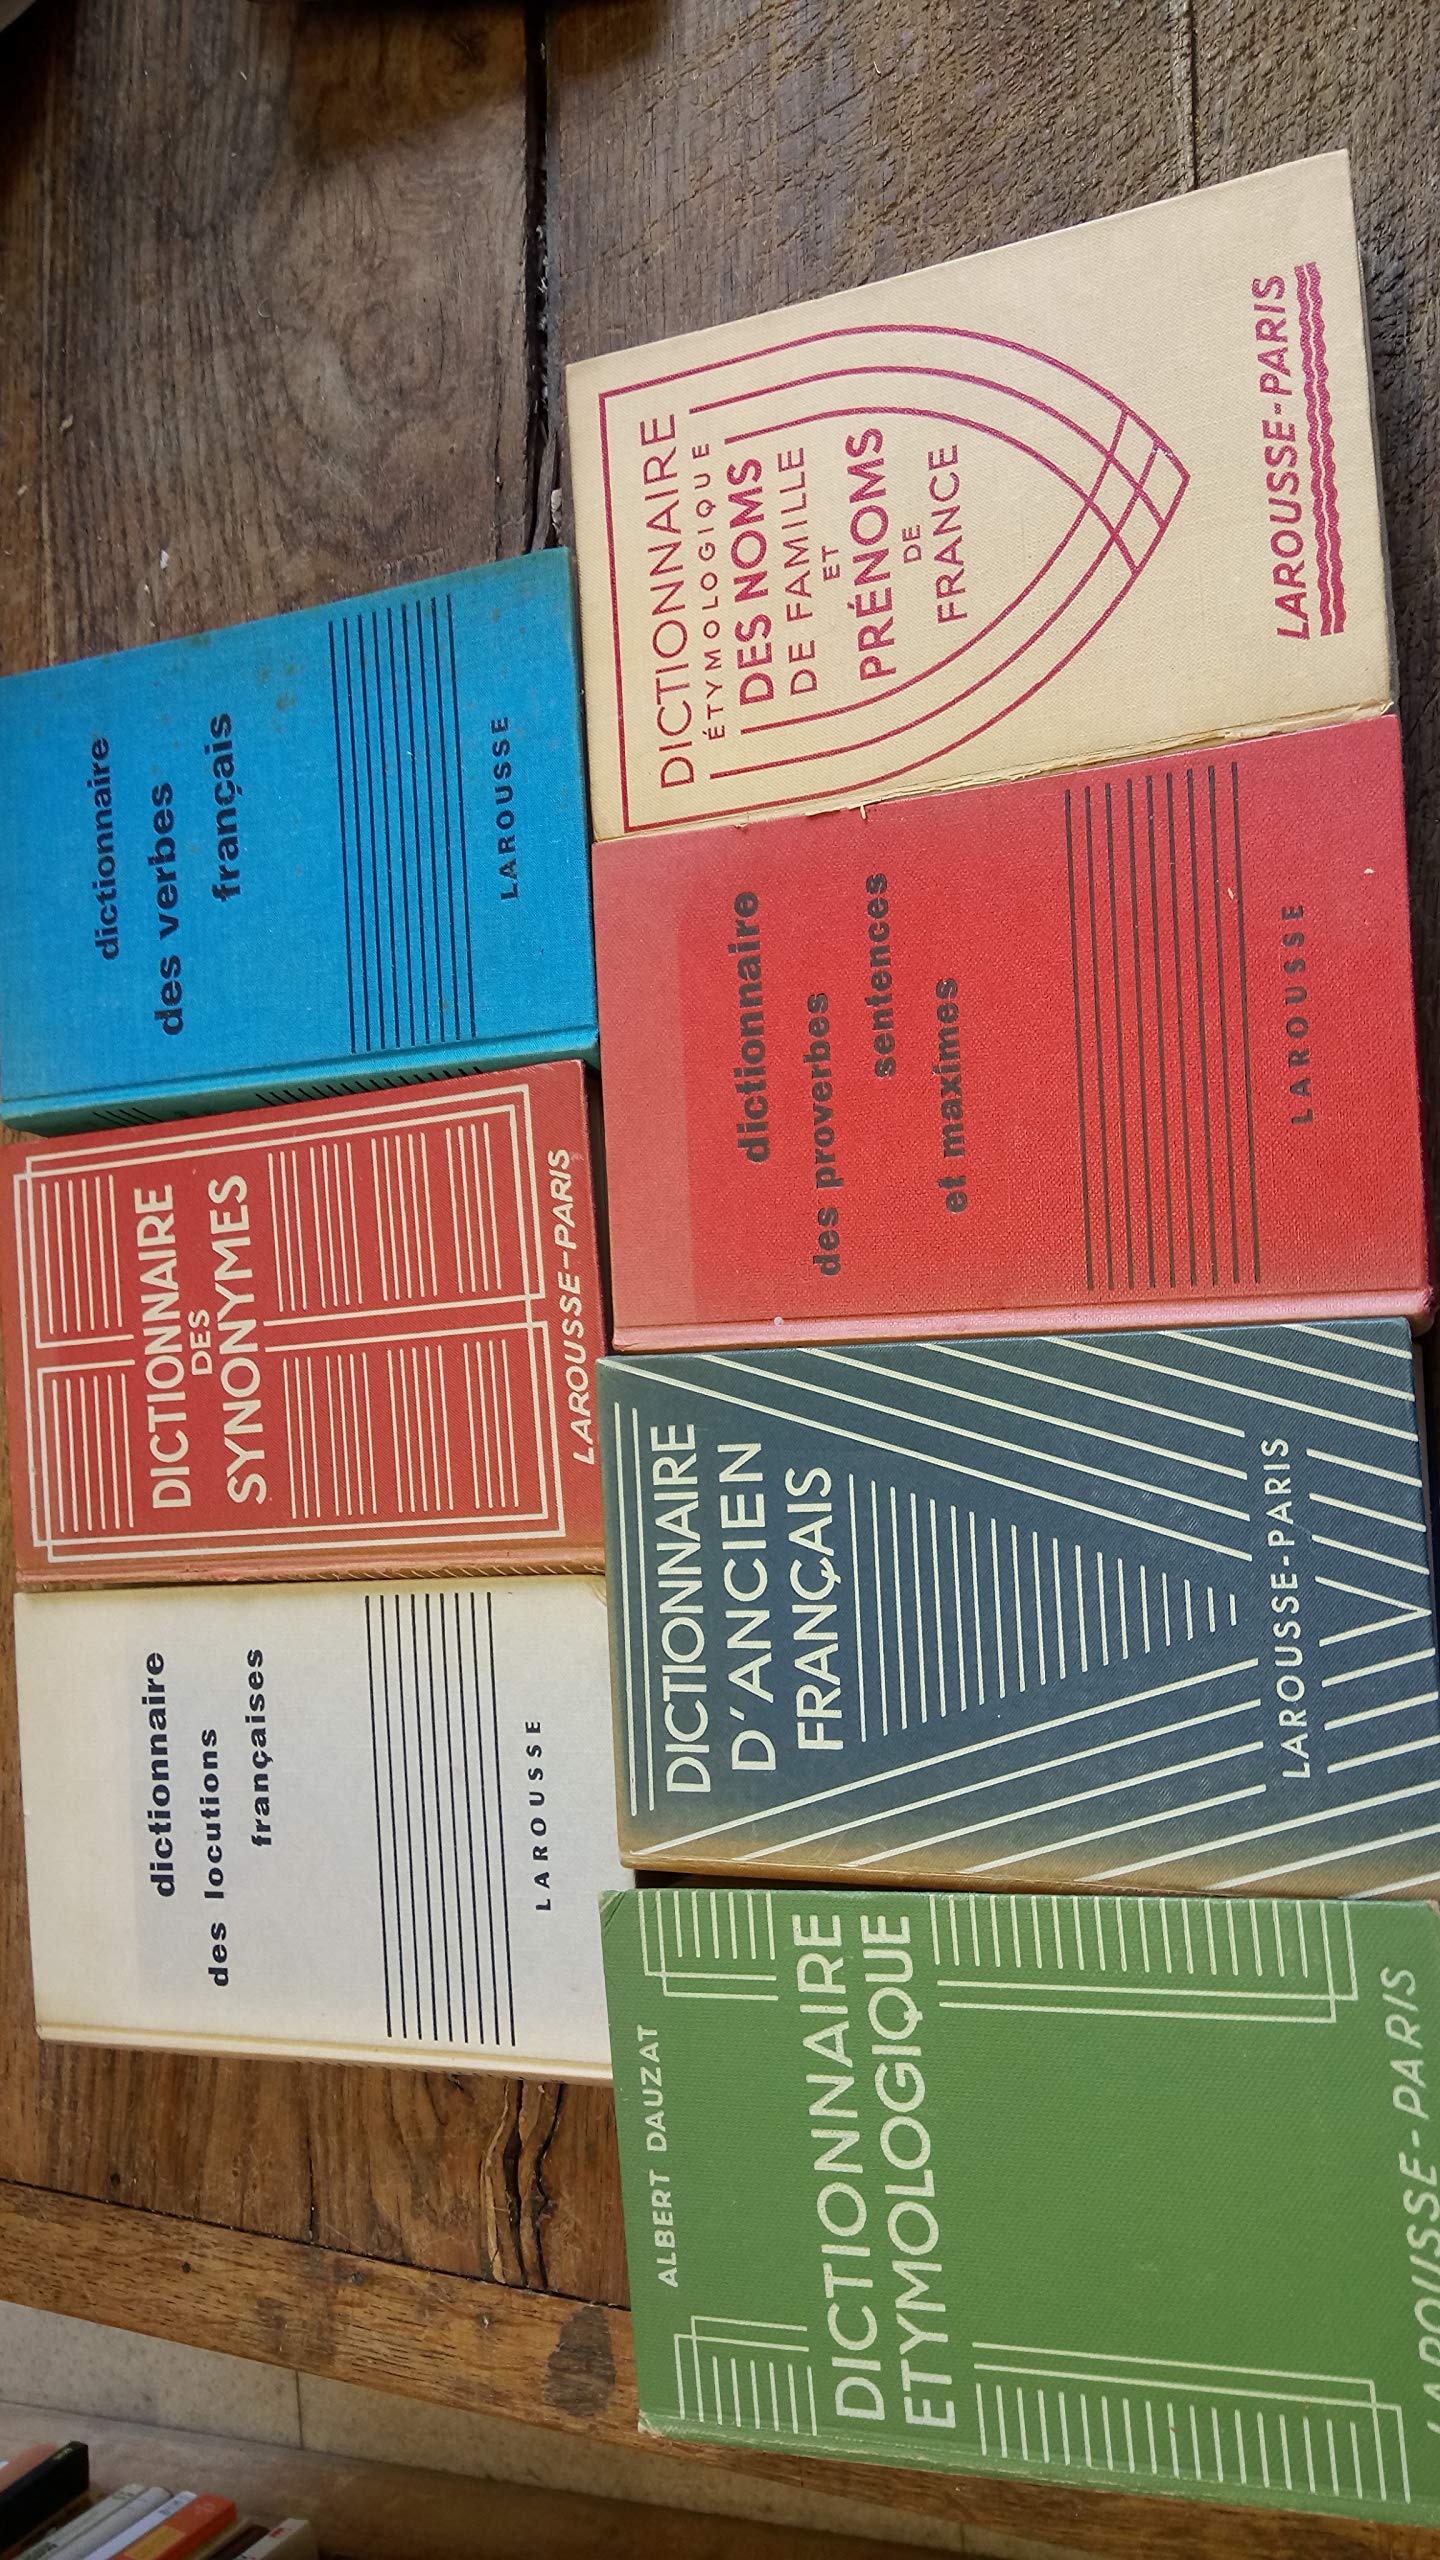 dictionnaire
des locutions
françaises
LAROUSSE
DICTIONNAIRE
DES
SYNONYMES
LAROUSSE-PARIS
dictionnaire
des verbes
français
LAROUSSE
ALBERT DAUZAT
DICTIONNAIRE
ETYMOLOGIQUE
LAROUSSE-PARIS
DICTIONNAIRE
D'ANCIEN
FRANÇAIS
LAROUSSE-PARIS
dictionnaire
des proverbes
sentences
et maximes
LAROUSSE
DICTIONNAIRE
ÉTYMOLOGIQUE
DES NOMS
DE FAMILLE
ET
PRÉNOMS
DE
FRANCE
LAROUSSE-PARIS